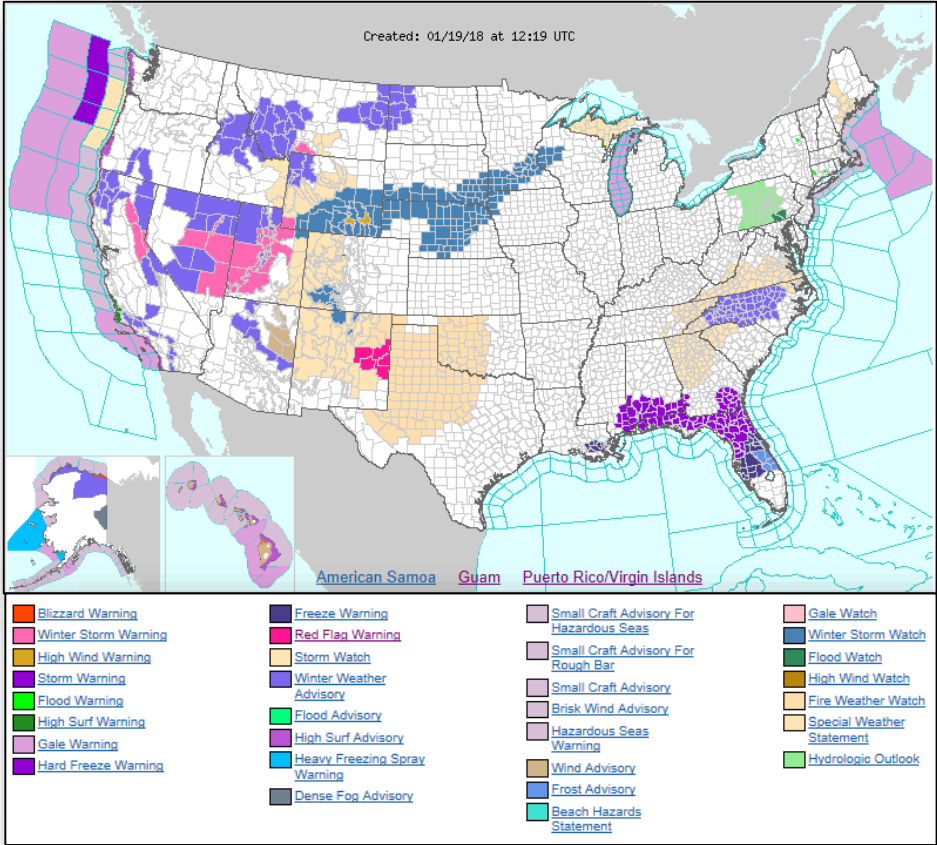 Created: 01/19/18 at 12:19 UTC
American Samoa Guam Puerto Rico/Virgin Islands
Blizzard Warning
Winter Storm Warning
High Wind Warning
Storm Warning
Flood Warning
High Surf Warning
Gale Warning
Hard Freeze Warning
Freeze Warning
Red Flag Warning
Storm Watch
Winter Weather
Advisory
Flood Advisory
High Surf Advisory
Heavy Freezing Spray
Warning
Dense Fog Advisory
Small Craft Advisory For
Hazardous Seas
Small Craft Advisory For
Rough Bar
Small Craft Advisory
Brisk Wind Advisory
Hazardous Seas
Warning
Wind Advisory
Frost Advisory
Beach Hazards
Statement
Gale Watch
Winter Storm Watch
Flood Watch
High Wind Watch
Fire Weather Watch
Special Weather
Statement
Hydrologic Outlook